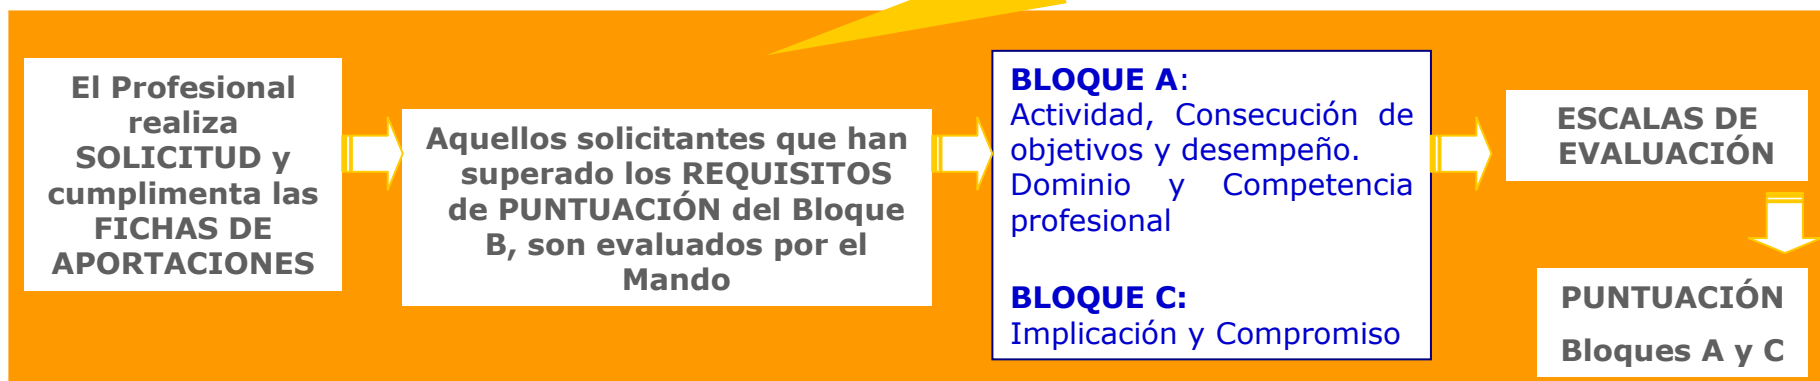 El Profesional
realiza
SOLICITUD y
cumplimenta las
FICHAS DE
APORTACIONES
Aquellos solicitantes que han
superado los REQUISITOS
de PUNTUACIÓN del Bloque
B, son evaluados por el
Mando
BLOQUE A:
Actividad, Consecución de
objetivos y desempeño.
Dominio y Competencia
profesional
BLOQUE C:
Implicación y Compromiso
ESCALAS DE
EVALUACIÓN
PUNTUACIÓN
Bloques A y C